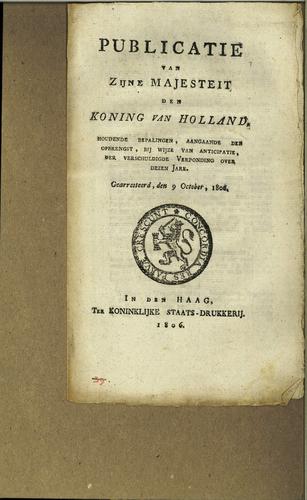 PUBLICATIE
VAN
ZIJNE MAJESTEIT
DEN
KONING VAN HOLLAND,
HOUDENDE BEPALINGEN, AANGAANDE DEN
OPBRENGST, BIJ WIJZE VAN ANTICIPATIE,
DER VERSCHULDIGDE VERPONDING OVER
DEZEN JARE.
Gearresteerd, den 9 October, 1806.
CONCORDIA RES PARVÆ CRESCUNT
IN DEN HAAG,
TER KONINKLIJKE STAATS-DRUKKERIJ.
1806.